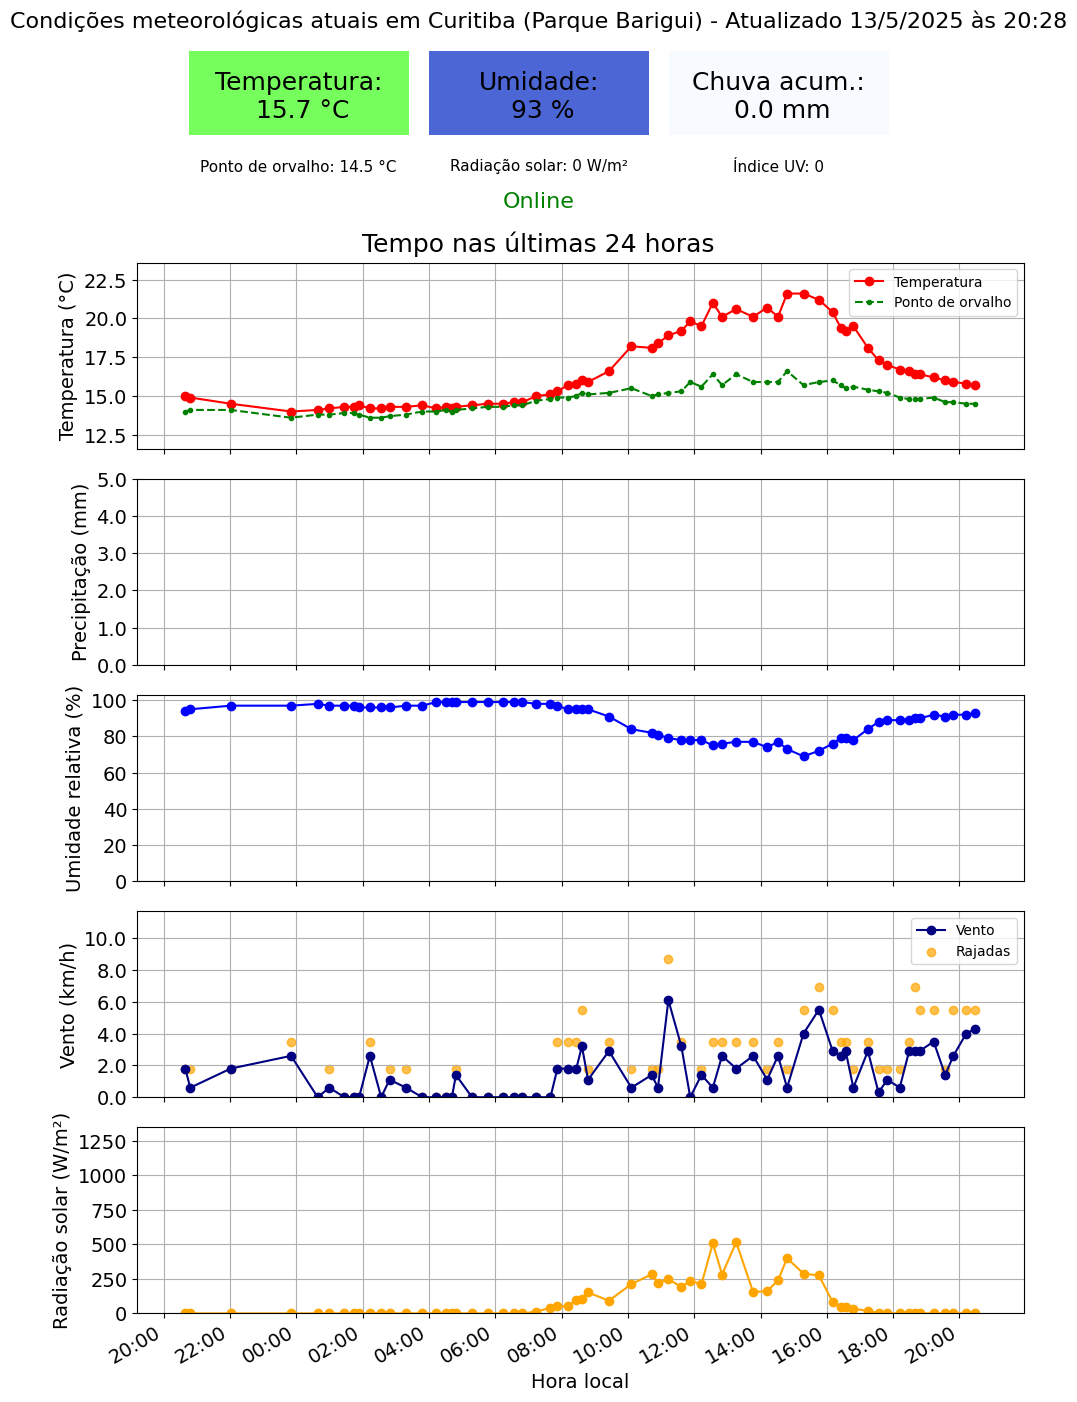 Condições meteorológicas atuais em Curitiba (Parque Barigui) - Atualizado 13/5/2025 às 20:28
Temperatura:
15.7 °C
Umidade:
93 %
Chuva acum.:
0.0 mm
Ponto de orvalho: 14.5 °C
Radiação solar: 0 W/m²
Índice UV: 0
Online
Tempo nas últimas 24 horas
Temperatura (°C)
22.5
20.0
17.5
15.0
12.5
Temperatura
Ponto de orvalho
Precipitação (mm)
5.0
4.0
3.0
2.0
1.0
0.0
Umidade relativa (%)
100
80
60
40
20
0
Vento (km/h)
10.0
8.0
6.0
4.0
2.0
0.0
Vento
Rajadas
Radiação solar (W/m²)
1250
1000
750
500
250
0
20:00
22:00
00:00
02:00
04:00
06:00
08:00
10:00
12:00
14:00
16:00
18:00
20:00
Hora local